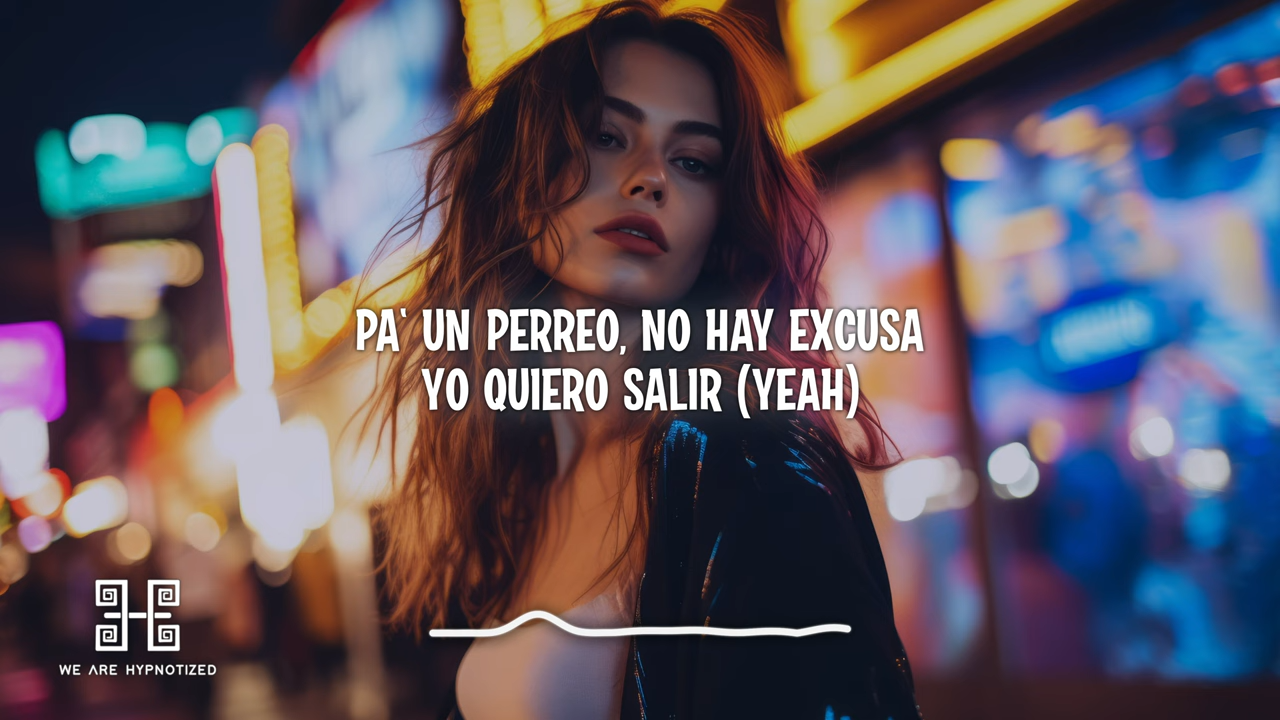 PA‘ UN PERREO, NO HAY EXCUSA
YO QUIERO SALIR (YEAH)
WE ARE HYPNOTIZED